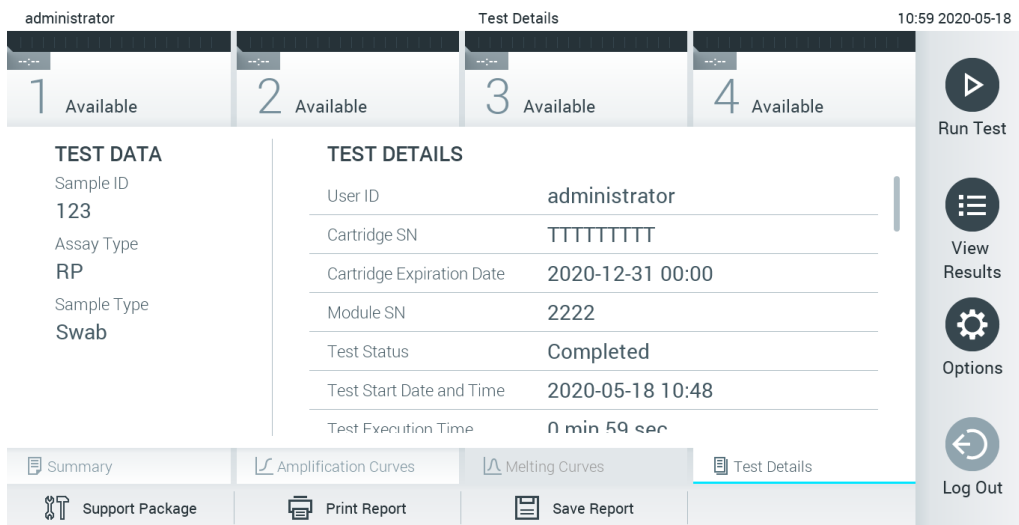 administrator
Test Details
10:59 2020-05-18
--:--
1 Available
--:--
2 Available
--:--
3 Available
--:--
4 Available
Run Test
View
Results
Options
Log Out
TEST DATA
Sample ID
123
Assay Type
RP
Sample Type
Swab
TEST DETAILS
User ID administrator
Cartridge SN TTTTTTTTT
Cartridge Expiration Date 2020-12-31 00:00
Module SN 2222
Test Status Completed
Test Start Date and Time 2020-05-18 10:48
Test Execution Time 0 min 59 sec
Summary
Amplification Curves
Melting Curves
Test Details
Support Package
Print Report
Save Report